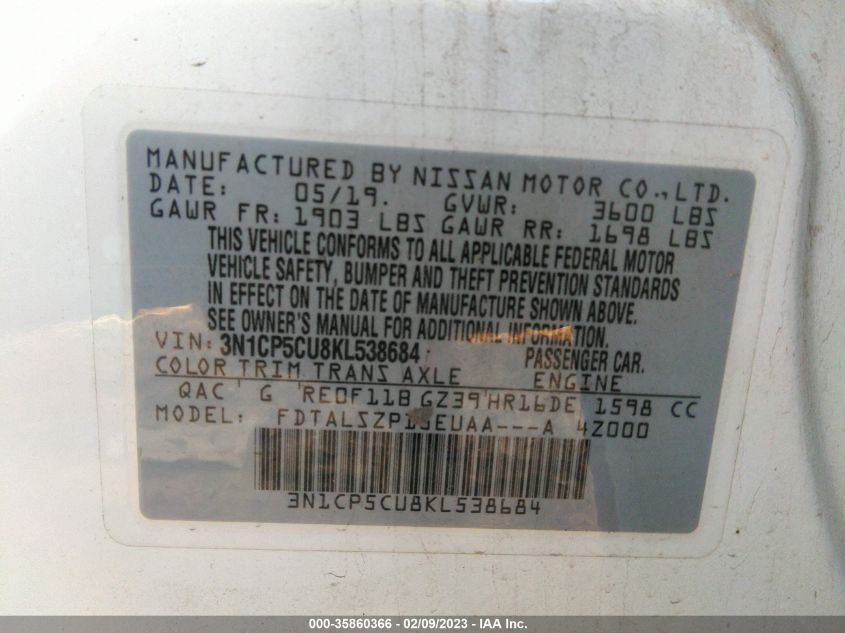 MANUFACTURED BY NISSAN MOTOR CO., LTD.
DATE: 05/19. GVWR: 3600 LBS
GAWR FR: 1903 LBS GAWR RR: 1698 LBS
THIS VEHICLE CONFORMS TO ALL APPLICABLE FEDERAL MOTOR
VEHICLE SAFETY, BUMPER AND THEFT PREVENTION STANDARDS
IN EFFECT ON THE DATE OF MANUFACTURE SHOWN ABOVE.
SEE OWNER'S MANUAL FOR ADDITIONAL INFORMATION.
VIN: 3N1CP5CU8KL538684 PASSENGER CAR.
COLOR TRIM TRANS AXLE ENGINE
QAC G RE0F11B GZ39 HR16DE 1598 CC
MODEL: A 4Z000
3N1CP5CU8KL538684
000-35860366 - 02/09/2023 - IAA Inc.